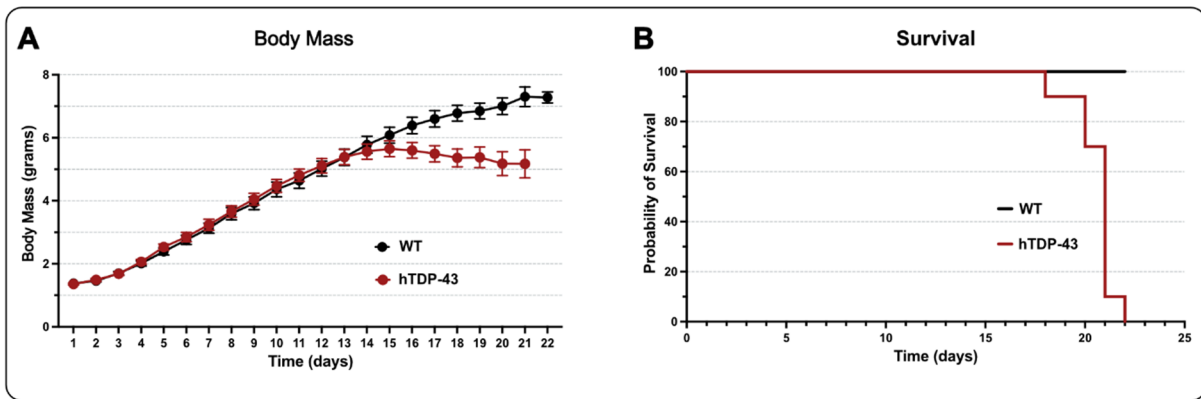 A
Body Mass
Body Mass (grams)
8
6
4
2
0
WT
hTDP-43
1 2 3 4 5 6 7 8 9 10 11 12 13 14 15 16 17 18 19 20 21 22
Time (days)
B
Survival
Probability of Survival
100
80
60
40
20
0
WT
hTDP-43
0 5 10 15 20 25
Time (days)